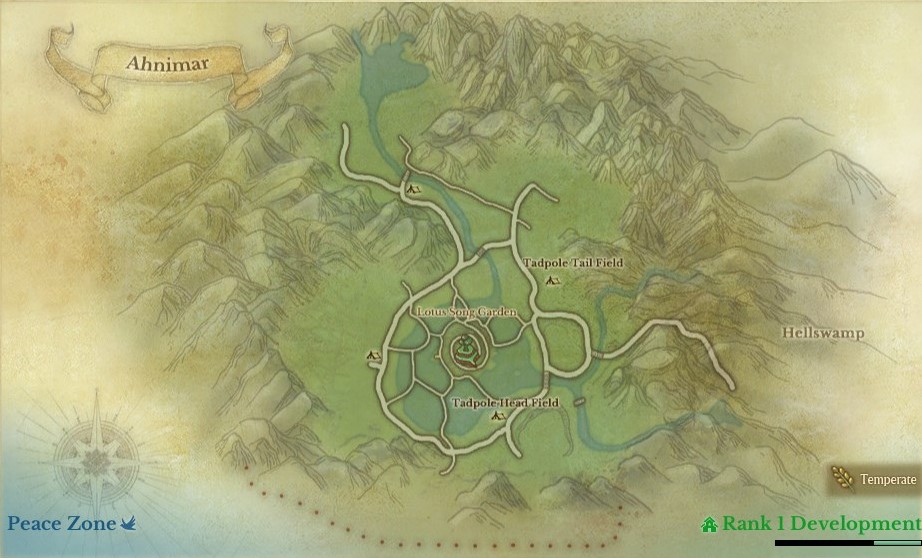 Ahnimar
Tadpole Tail Field
Lotus Song Garden
Hellswamp
Tadpole Head Field
Temperate
Peace Zone
Rank 1 Development